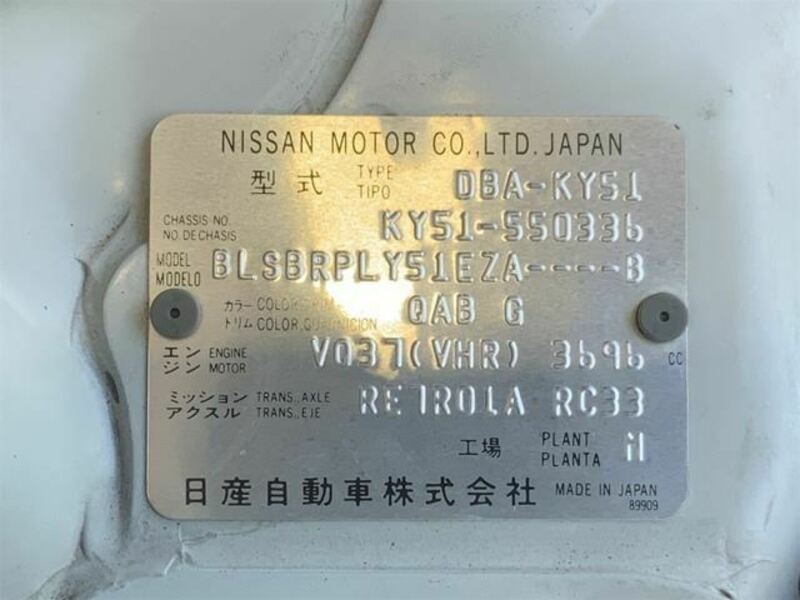 NISSAN MOTOR CO.,LTD. JAPAN
型式 TYPE TIPO DBA-KY51
CHASSIS NO. NO. DE CHASIS KY51-550336
MODEL MODELO BLSBRPLY51EZA----B
カラー COLOR TRIM
トリム COLOR, GUARNICION QAB G
エンジン ENGINE MOTOR VQ37(VHR) 3696 CC
ミッション TRANS., AXLE
アクスル TRANS., EJE RE7R01A RC33
工場 PLANT PLANTA M
日産自動車株式会社 MADE IN JAPAN
89909